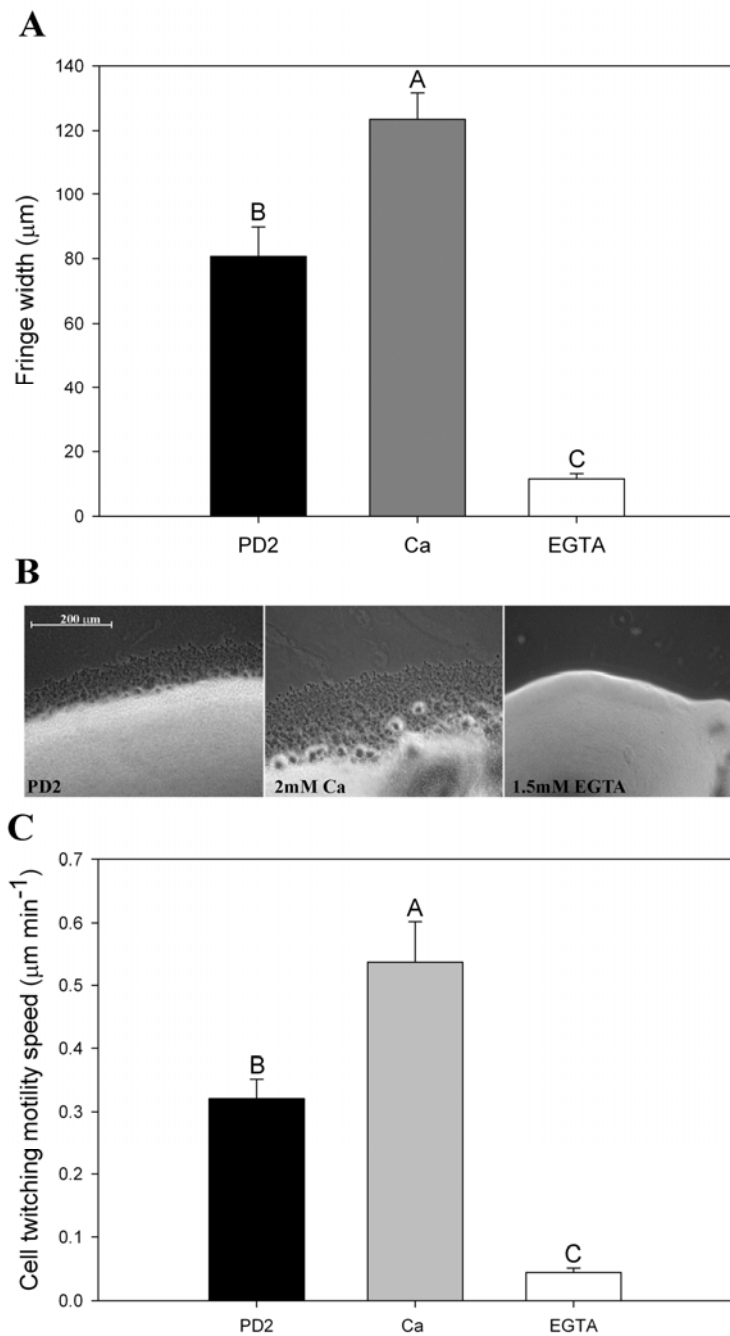 A
140
120
100
80
60
40
20
0
Fringe width (μm)
B
A
C
PD2 Ca EGTA
B
200 μm
PD2 2mM Ca 1.5mM EGTA
C
0.7
0.6
0.5
0.4
0.3
0.2
0.1
0.0
Cell twitching motility speed (μm min⁻¹)
B
A
C
PD2 Ca EGTA